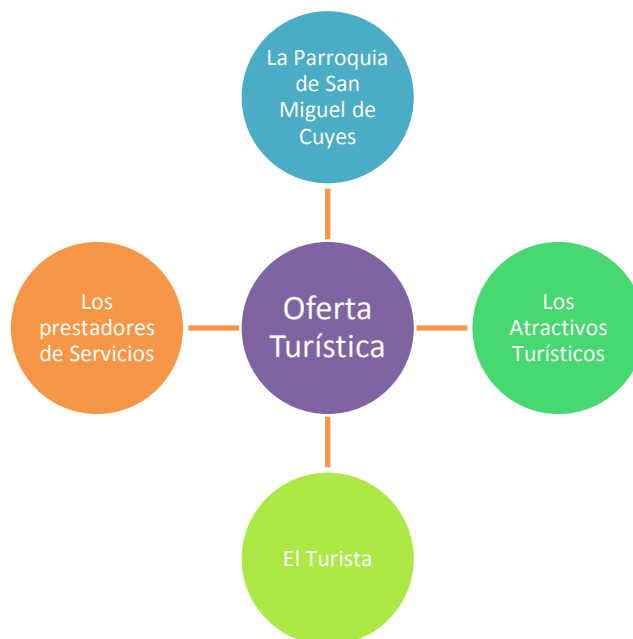 La Parroquia
de San
Miguel de
Cuyes
Los
prestadores
de Servicios
Oferta
Turística
Los
Atractivos
Turísticos
El Turista